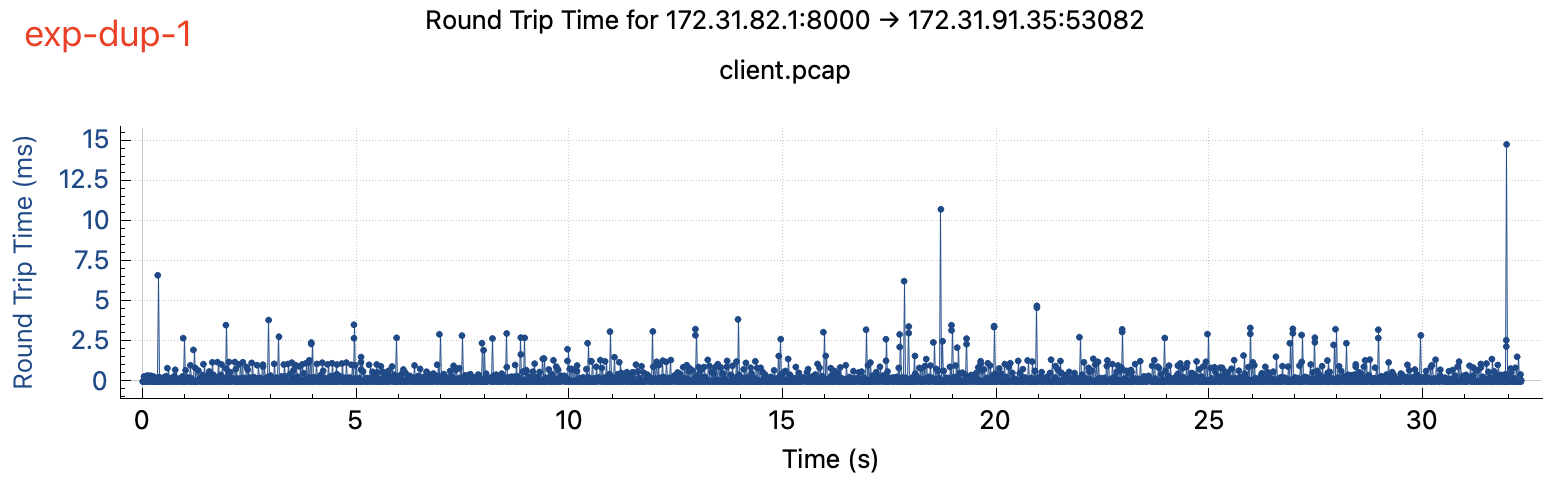 exp-dup-1
Round Trip Time for 172.31.82.1:8000 → 172.31.91.35:53082
client.pcap
Round Trip Time (ms)
15
12.5
10
7.5
5
2.5
0
0 5 10 15 20 25 30
Time (s)